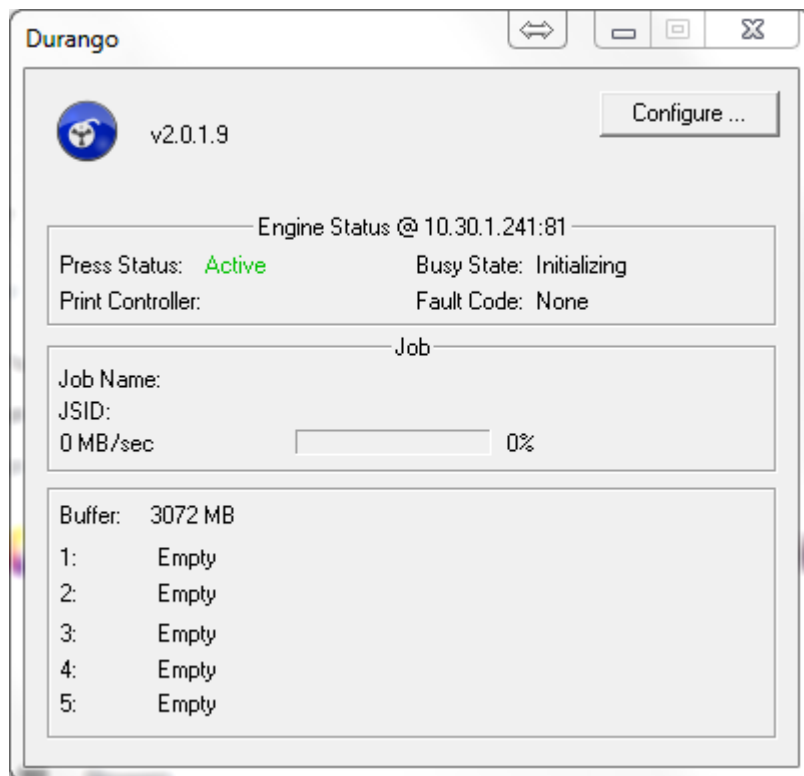 Durango
v2.0.1.9
Configure ...
Engine Status @ 10.30.1.241:81
Press Status: Active Busy State: Initializing
Print Controller: Fault Code: None
Job
Job Name:
JSID:
0 MB/sec 0%
Buffer: 3072 MB
1: Empty
2: Empty
3: Empty
4: Empty
5: Empty